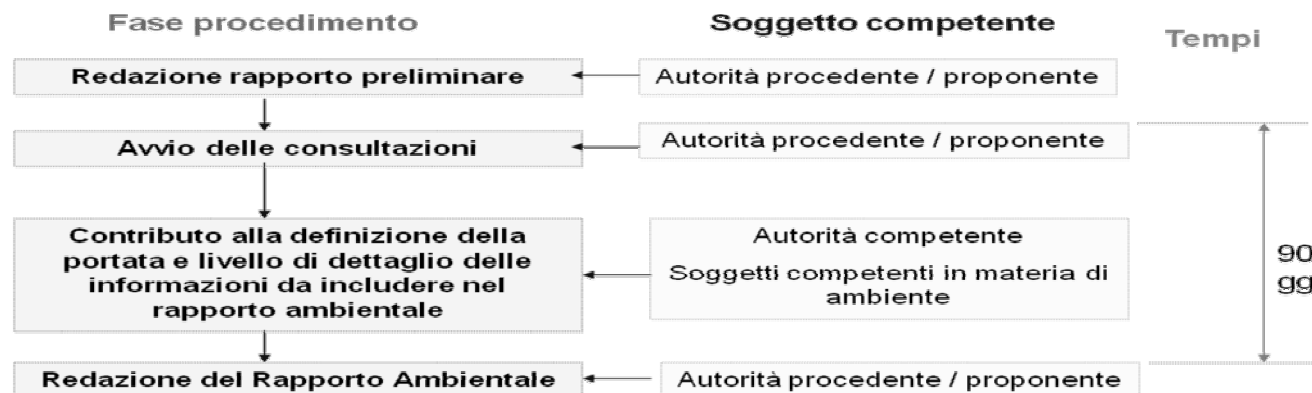 Fase procedimento
Soggetto competente
Tempi
Redazione rapporto preliminare
Autorità procedente / proponente
Avvio delle consultazioni
Autorità procedente / proponente
Contributo alla definizione della
portata e livello di dettaglio delle
informazioni da includere nel
rapporto ambientale
Autorità competente
Soggetti competenti in materia di
ambiente
90
gg
Redazione del Rapporto Ambientale
Autorità procedente / proponente